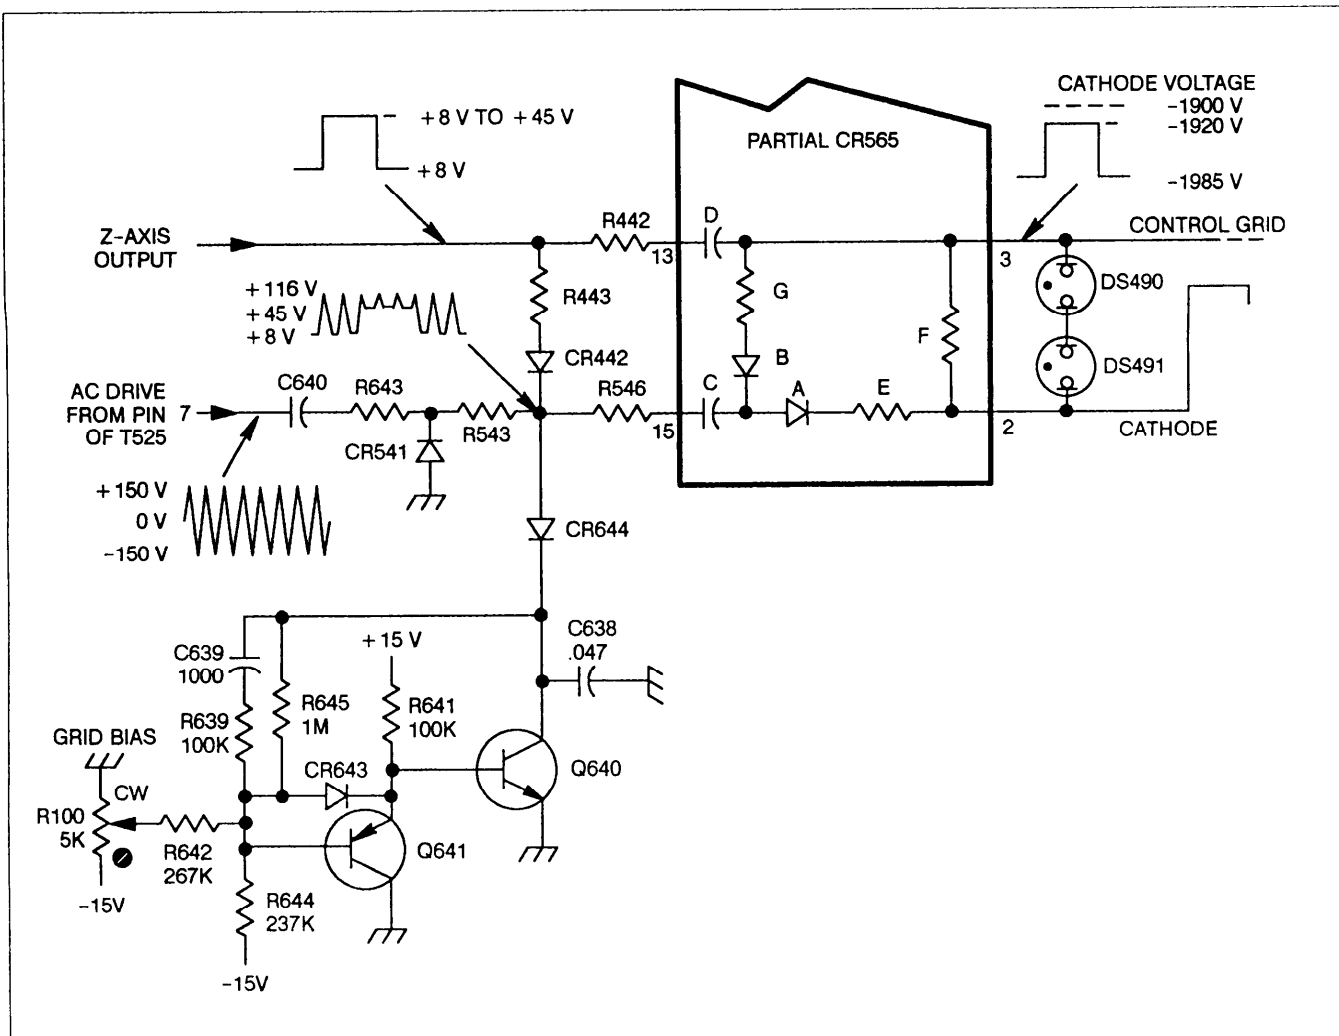 CATHODE VOLTAGE
-1900 V
-1920 V
-1985 V
+8 V TO +45 V
+8 V
PARTIAL CR565
Z-AXIS
OUTPUT
R442
13
D
3
CONTROL GRID
R443
G
F
DS490
+116 V
+45 V
+8 V
CR442
B
DS491
AC DRIVE
FROM PIN 7
OF T525
C640
R643
R543
R546
15
C
A
E
2
CATHODE
CR541
+150 V
0 V
-150 V
CR644
+15 V
C638
.047
C639
1000
R645
1M
R641
100K
R639
100K
GRID BIAS
CW
CR643
Q640
R100
5K
R642
267K
Q641
-15V
R644
237K
-15V